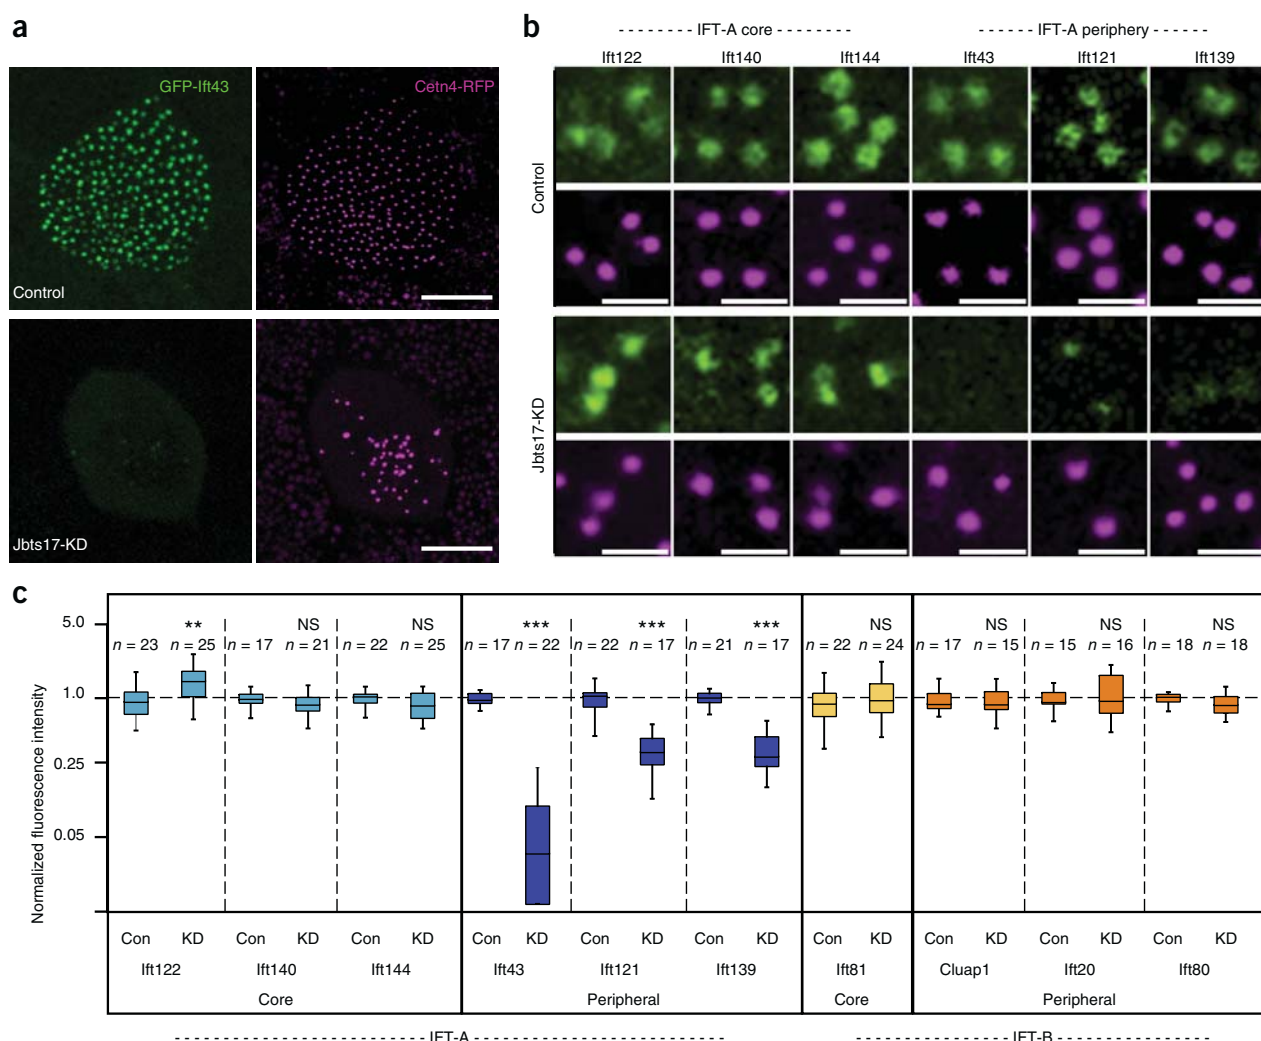 a
GFP-Ift43
Cetn4-RFP
Control
Jbts17-KD
b
IFT-A core
IFT-A periphery
Ift122 Ift140 Ift144 Ift43 Ift121 Ift139
Control
Jbts17-KD
c
Normalized fluorescence intensity
5.0
1.0
0.25
0.05
** NS NS *** *** *** NS NS NS NS
n = 23 n = 25 n = 17 n = 21 n = 22 n = 25 n = 17 n = 22 n = 22 n = 17 n = 21 n = 17 n = 22 n = 24 n = 17 n = 15 n = 15 n = 16 n = 18 n = 18
Con KD Con KD Con KD Con KD Con KD Con KD Con KD Con KD Con KD Con KD
Ift122 Ift140 Ift144 Ift43 Ift121 Ift139 Ift81 Cluap1 Ift20 Ift80
Core Peripheral Core Peripheral
IFT-A IFT-B